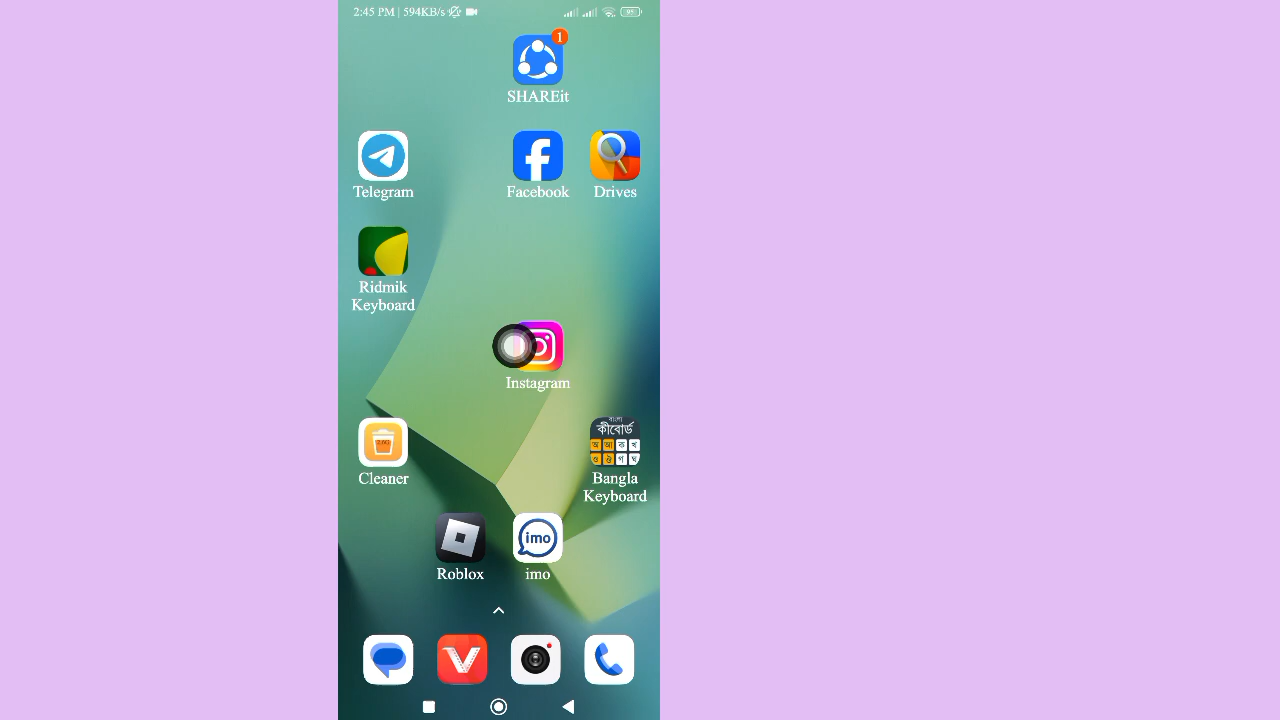 2:45 PM | 594KB/s
1
SHAREit
Telegram
Facebook
Drives
Ridmik
Keyboard
Instagram
বাংলা
কীবোর্ড
অ আ ক খ
ও ঐ গ ঘ
Cleaner
Bangla
Keyboard
imo
Roblox
imo